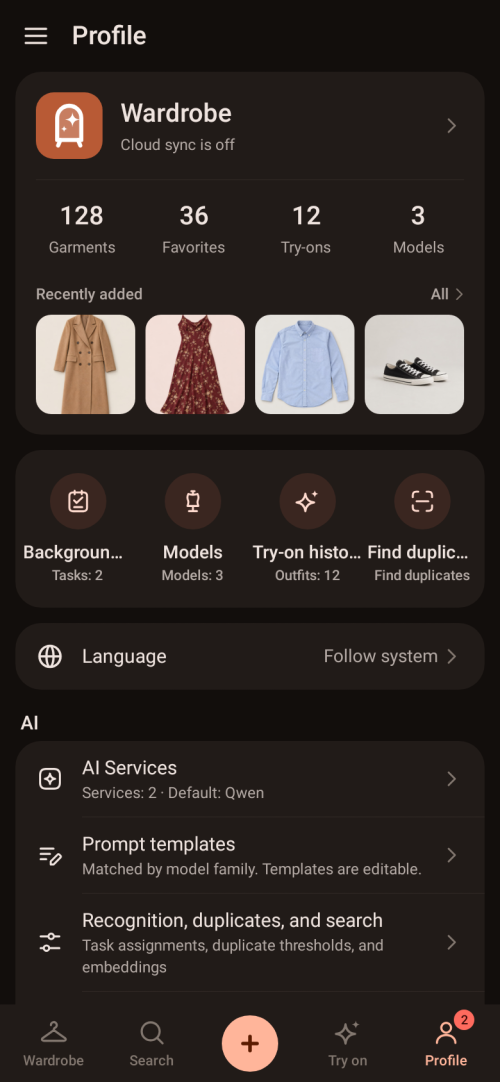 Profile
Wardrobe
Cloud sync is off
128
36
12
3
Garments
Favorites
Try-ons
Models
Recently added
All
Backgroun...
Models
Try-on histo...
Find duplic...
Tasks: 2
Models: 3
Outfits: 12
Find duplicates
Language
Follow system
AI
AI Services
Services: 2 · Default: Qwen
Prompt templates
Matched by model family. Templates are editable.
Recognition, duplicates, and search
Task assignments, duplicate thresholds, and
embeddings
2
Wardrobe
Search
Try on
Profile